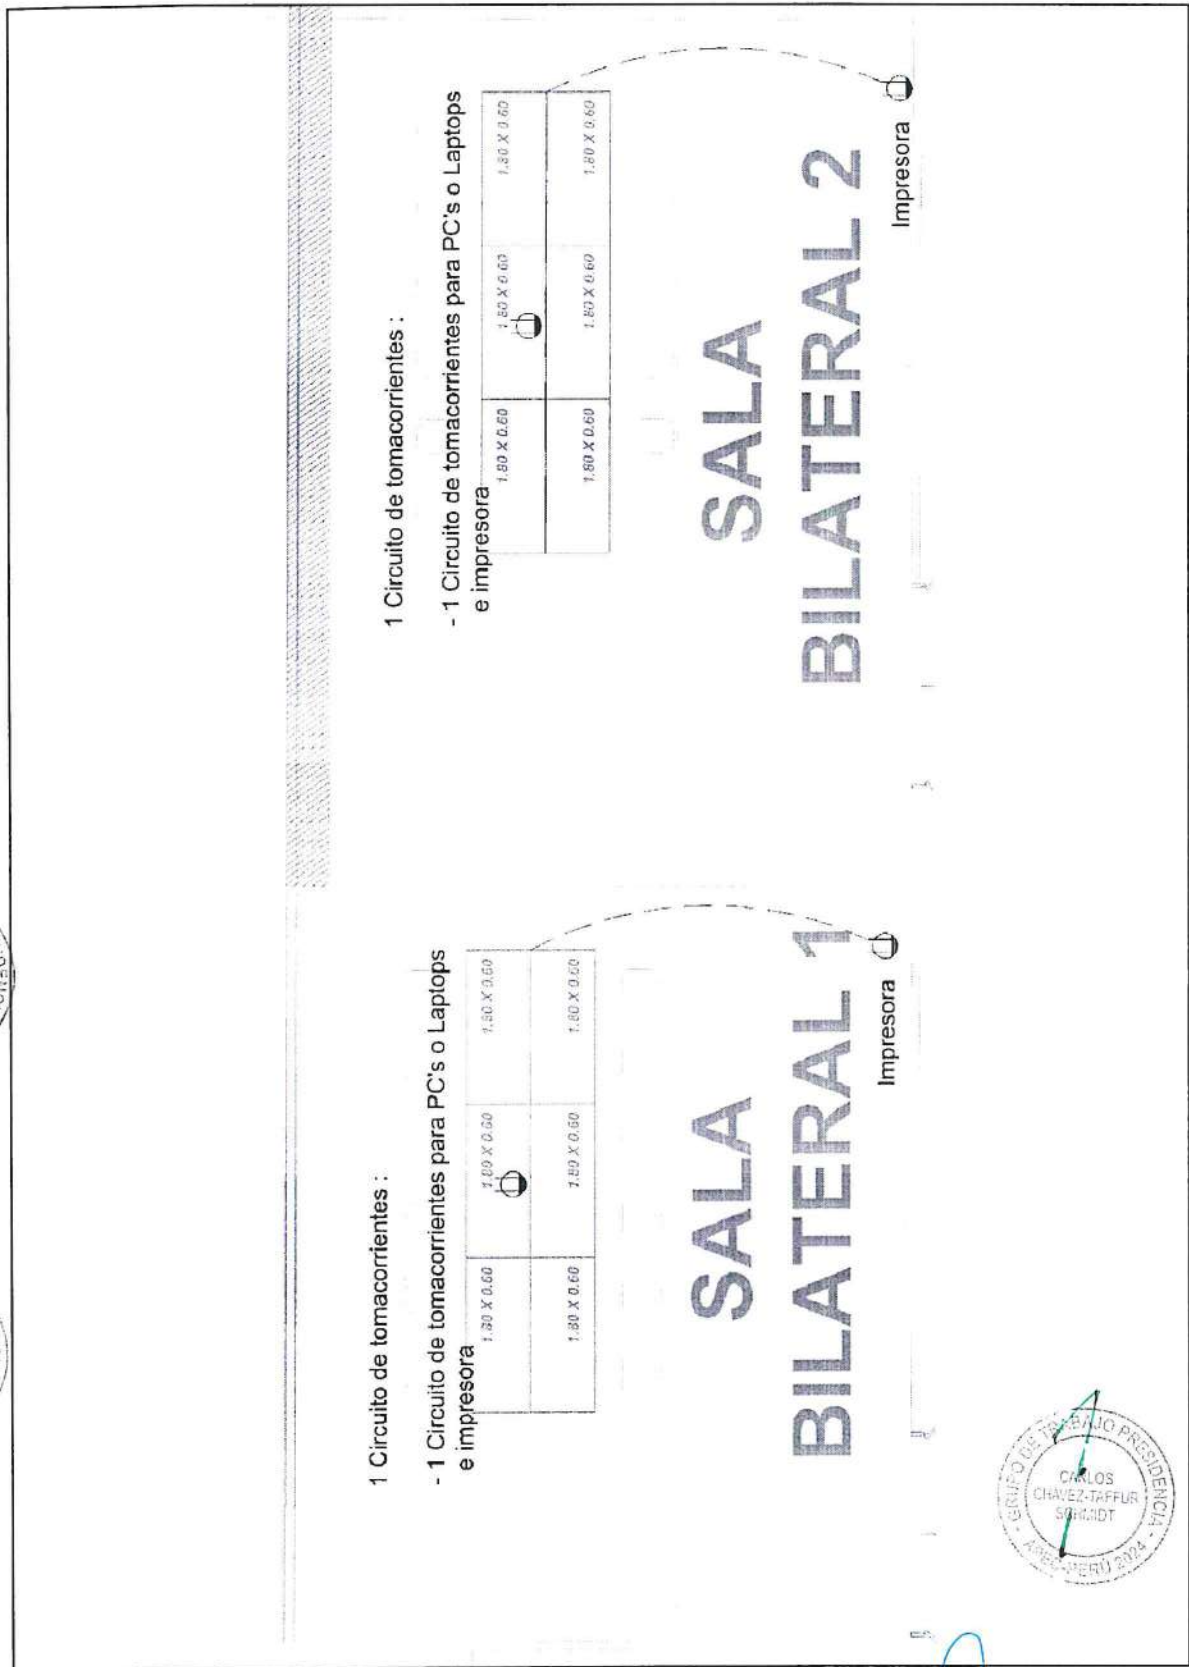 1 Circuito de tomacorrientes :
- 1 Circuito de tomacorrientes para PC's o Laptops
e impresora
1.80 X 0.60
1.80 X 0.60
1.80 X 0.60
1.80 X 0.60
1.80 X 0.60
1.80 X 0.60
SALA
BILATERAL 1
Impresora
1 Circuito de tomacorrientes :
- 1 Circuito de tomacorrientes para PC's o Laptops
e impresora
1.80 X 0.60
1.80 X 0.60
1.80 X 0.60
1.80 X 0.60
1.80 X 0.60
1.80 X 0.60
SALA
BILATERAL 2
Impresora
- GRUPO DE TRABAJO PRESIDENCIA -
APEC-PERÚ 2024
CARLOS
CHAVEZ-TAFFUR
SCHMIDT